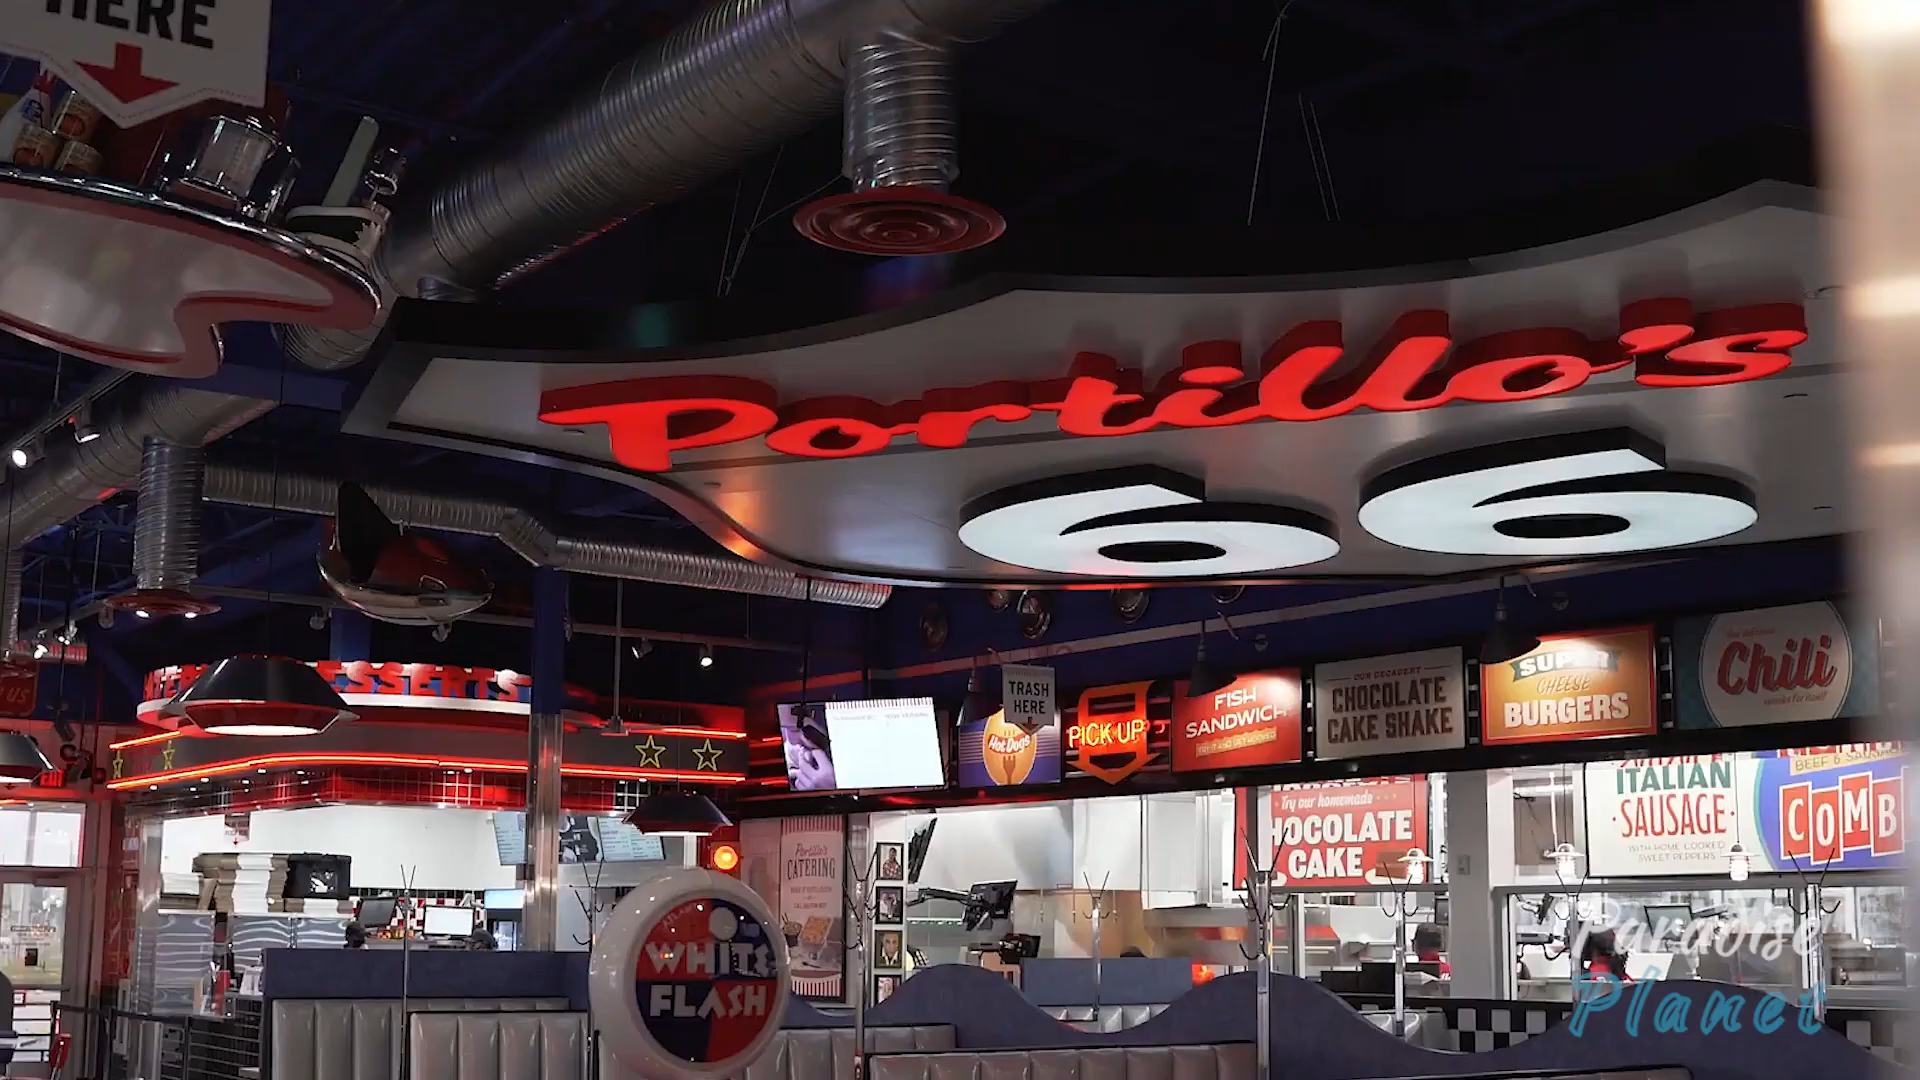 HERE
Portillo's
66
TRASH
HERE
Hot Dogs
PICK UP
FISH
SANDWICH
OUR DECADENT
CHOCOLATE
CAKE SHAKE
SUPER
CHEESE
BURGERS
Chili
ITALIAN
SAUSAGE
WITH HOME COOKED
SWEET PEPPERS
BEEF & SAUSAGE
COMB
Try our homemade
HOCOLATE
CAKE
Portillo's
CATERING
WHITE
FLASH
Paradise
Planet